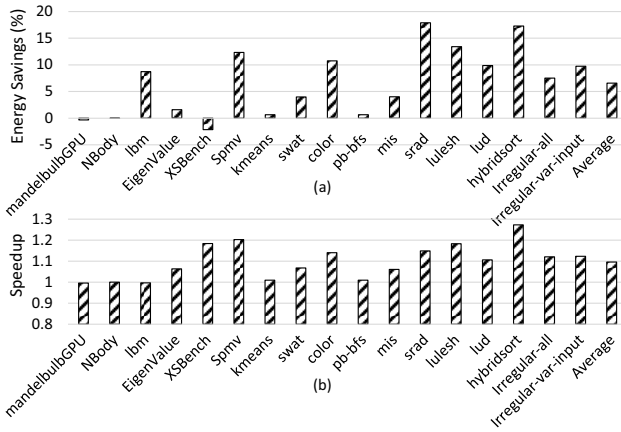 Energy Savings (%)
20
15
10
5
0
-5
mandelbulbGPU
NBody
lbm
EigenValue
XSBench
Spmv
kmeans
swat
color
pb-bfs
mis
srad
lulesh
lud
hybridsort
Irregular-all
irregular-var-input
Average
(a)
Speedup
1.3
1.2
1.1
1
0.9
0.8
mandelbulbGPU
NBody
lbm
EigenValue
XSBench
Spmv
kmeans
swat
color
pb-bfs
mis
srad
lulesh
lud
hybridsort
Irregular-all
Irregular-var-input
Average
(b)